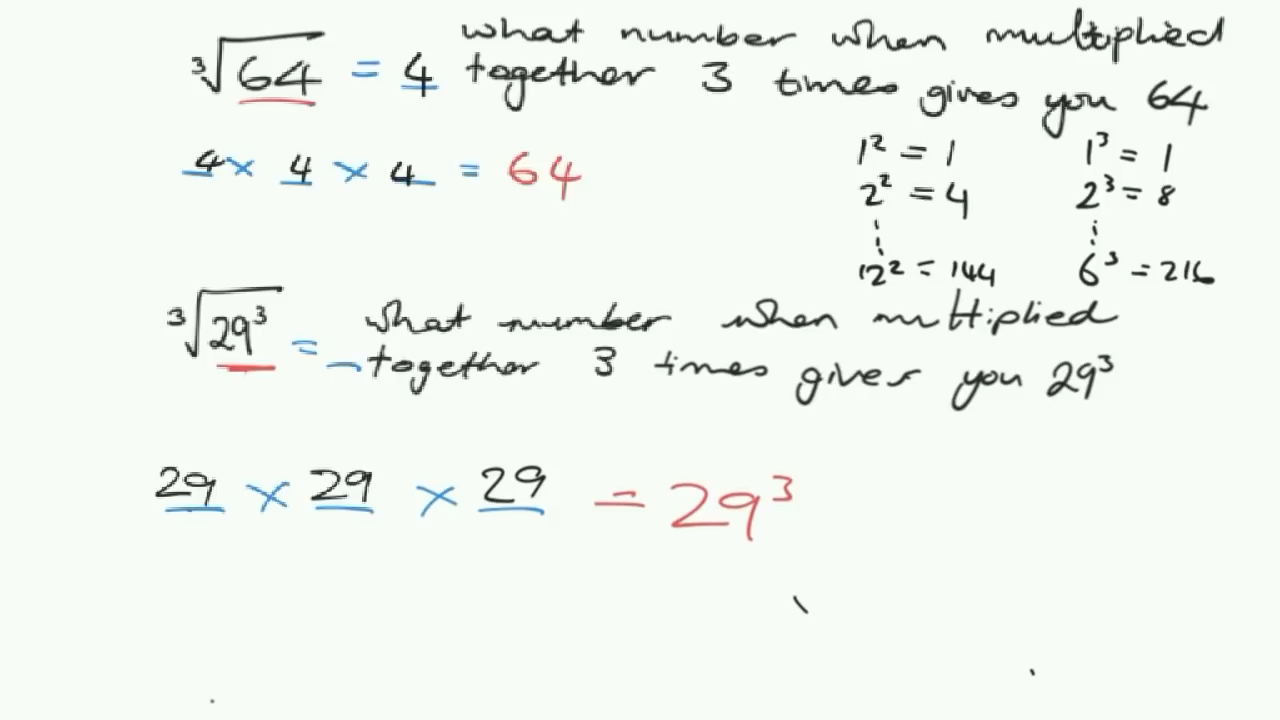 ∛64 = 4 what number when multiplied
together 3 times gives you 64
4 × 4 × 4 = 64
1² = 1 1³ = 1
2² = 4 2³ = 8
12² = 144 6³ = 216
∛29³ = _ what number when multiplied
together 3 times gives you 29³
29 × 29 × 29 = 29³